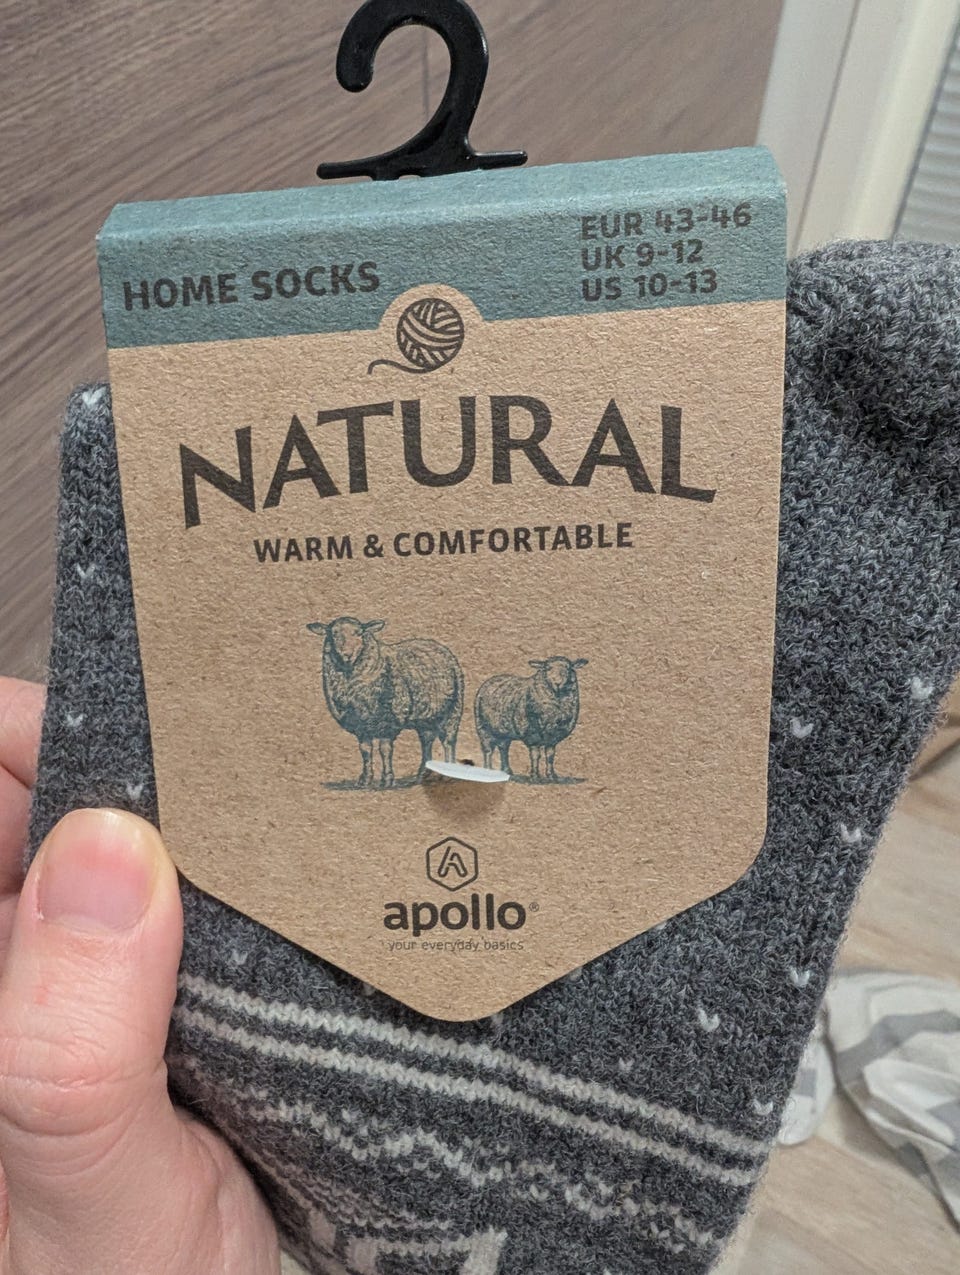 HOME SOCKS
EUR 43-46
UK 9-12
US 10-13
NATURAL
WARM & COMFORTABLE
apollo®
your everyday basics